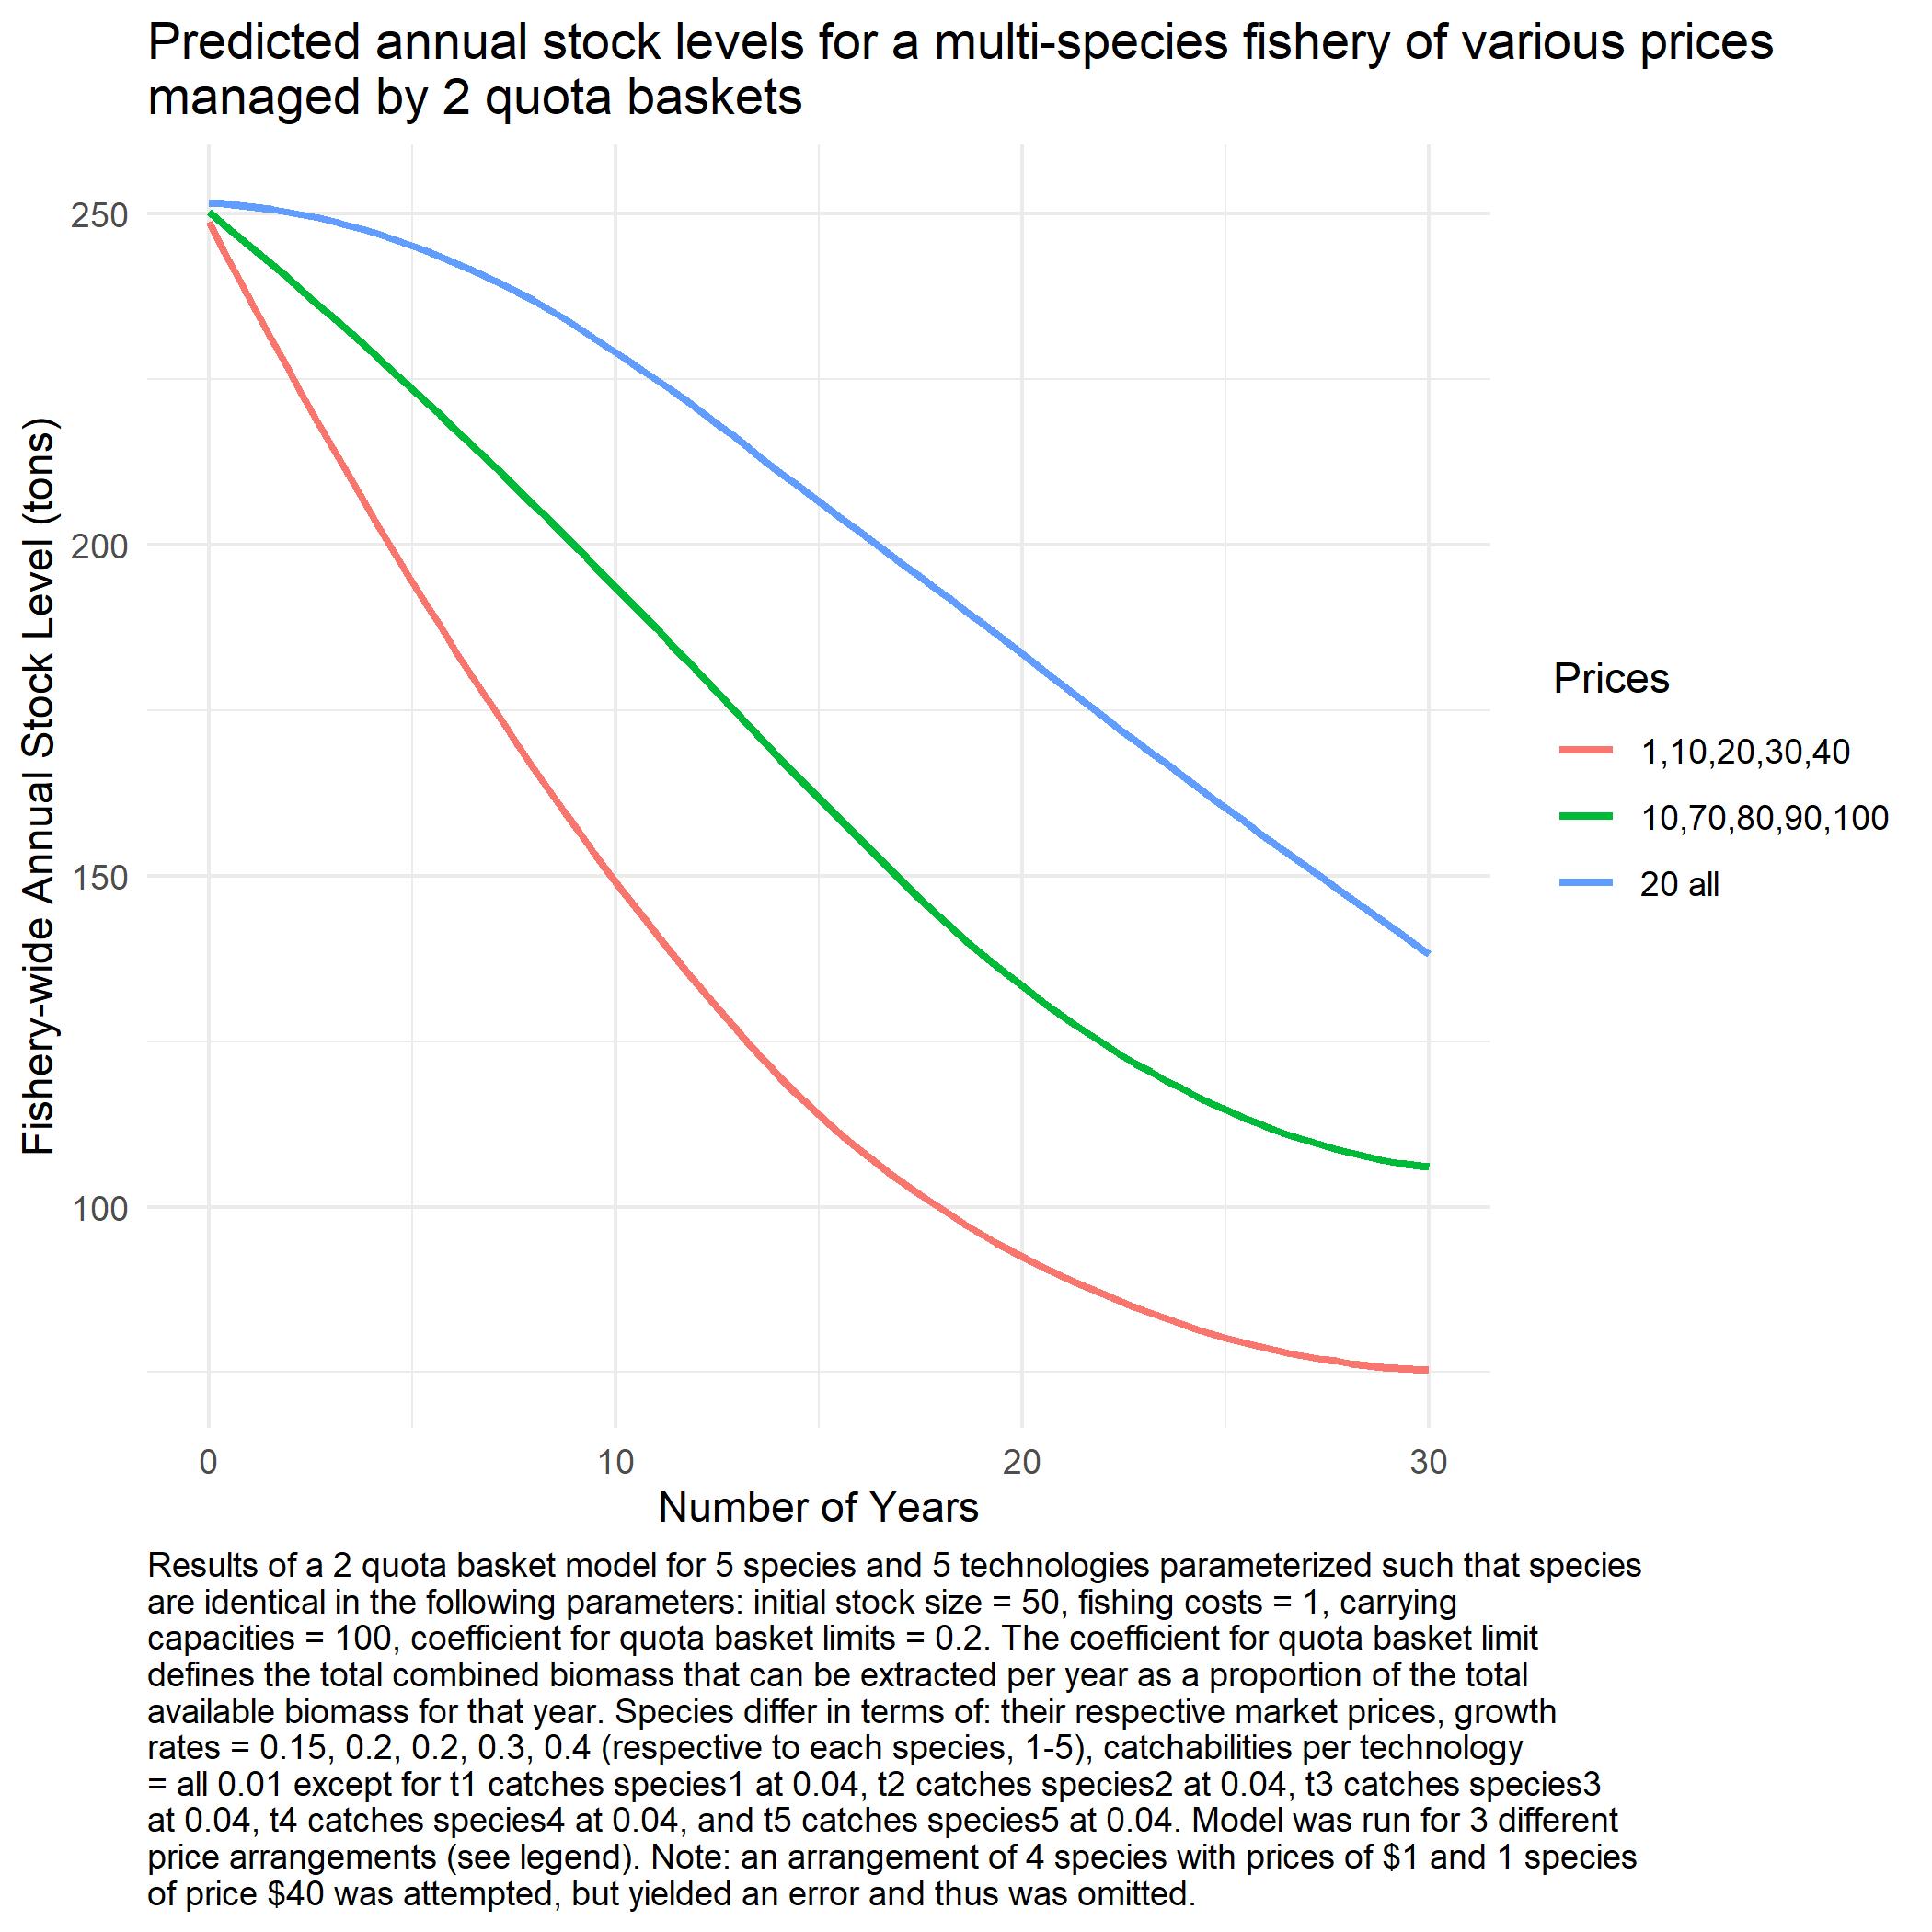 Predicted annual stock levels for a multi-species fishery of various prices
managed by 2 quota baskets
Fishery-wide Annual Stock Level (tons)
250
200
150
100
0
10
20
30
Number of Years
Prices
1,10,20,30,40
10,70,80,90,100
20 all
Results of a 2 quota basket model for 5 species and 5 technologies parameterized such that species
are identical in the following parameters: initial stock size = 50, fishing costs = 1, carrying
capacities = 100, coefficient for quota basket limits = 0.2. The coefficient for quota basket limit
defines the total combined biomass that can be extracted per year as a proportion of the total
available biomass for that year. Species differ in terms of: their respective market prices, growth
rates = 0.15, 0.2, 0.2, 0.3, 0.4 (respective to each species, 1-5), catchabilities per technology
= all 0.01 except for t1 catches species1 at 0.04, t2 catches species2 at 0.04, t3 catches species3
at 0.04, t4 catches species4 at 0.04, and t5 catches species5 at 0.04. Model was run for 3 different
price arrangements (see legend). Note: an arrangement of 4 species with prices of $1 and 1 species
of price $40 was attempted, but yielded an error and thus was omitted.